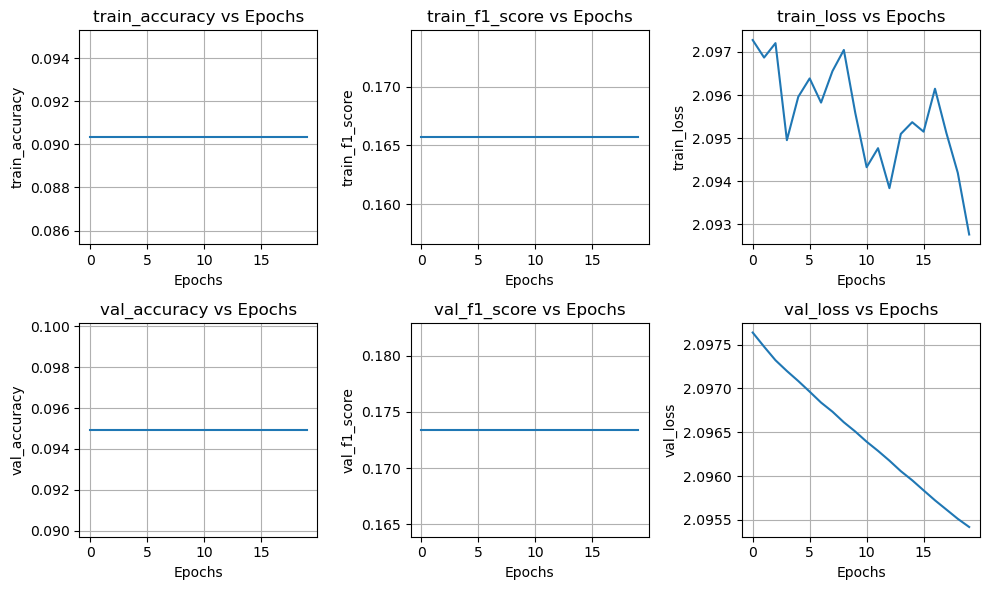 train_accuracy vs Epochs
train_accuracy
0.094
0.092
0.090
0.088
0.086
0 5 10 15
Epochs
train_f1_score vs Epochs
train_f1_score
0.170
0.165
0.160
0 5 10 15
Epochs
train_loss vs Epochs
train_loss
2.097
2.096
2.095
2.094
2.093
0 5 10 15
Epochs
val_accuracy vs Epochs
val_accuracy
0.100
0.098
0.096
0.094
0.092
0.090
0 5 10 15
Epochs
val_f1_score vs Epochs
val_f1_score
0.180
0.175
0.170
0.165
0 5 10 15
Epochs
val_loss vs Epochs
val_loss
2.0975
2.0970
2.0965
2.0960
2.0955
0 5 10 15
Epochs